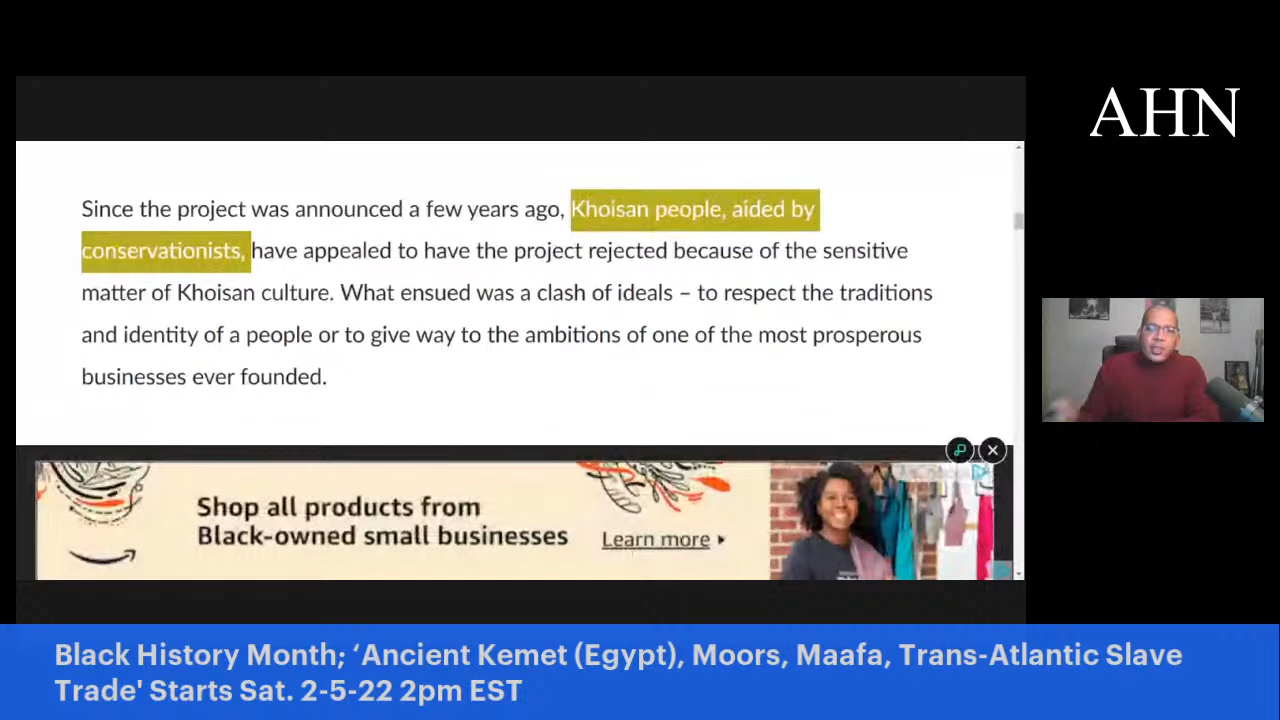 AHN
Since the project was announced a few years ago, Khoisan people, aided by
conservationists, have appealed to have the project rejected because of the sensitive
matter of Khoisan culture. What ensued was a clash of ideals – to respect the traditions
and identity of a people or to give way to the ambitions of one of the most prosperous
businesses ever founded.
Shop all products from
Black-owned small businesses
Learn more
Black History Month; ‘Ancient Kemet (Egypt), Moors, Maafa, Trans-Atlantic Slave
Trade' Starts Sat. 2-5-22 2pm EST